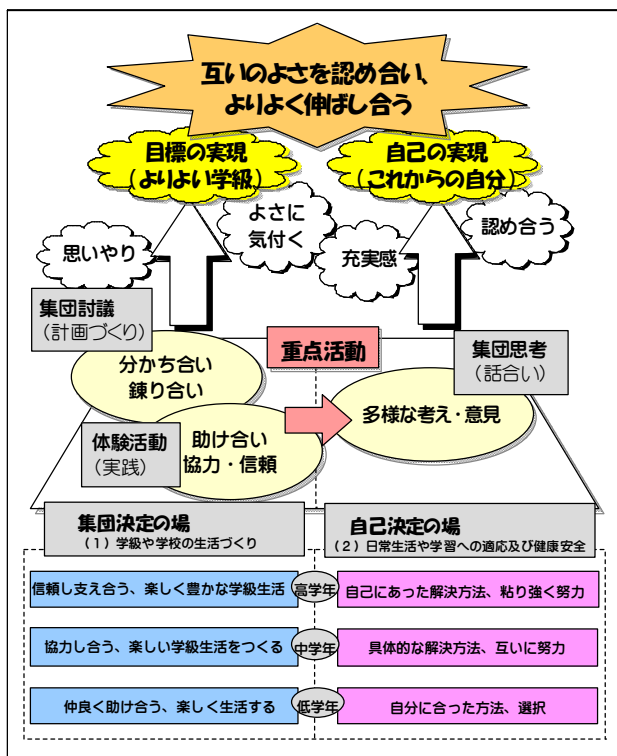 互いのよさを認め合い、
よりよく伸ばし合う
目標の実現
（よりよい学級）
自己の実現
（これからの自分）
思いやり
よさに
気付く
充実感
認め合う
集団討議
（計画づくり）
重点活動
集団思考
（話合い）
分かち合い
錬り合い
体験活動
（実践）
助け合い
協力・信頼
多様な考え・意見
集団決定の場
（１）学級や学校の生活づくり
自己決定の場
（２）日常生活や学習への適応及び健康安全
信頼し支え合う、楽しく豊かな学級生活
高学年
自己にあった解決方法、粘り強く努力
協力し合う、楽しい学級生活をつくる
中学年
具体的な解決方法、互いに努力
仲良く助け合う、楽しく生活する
低学年
自分に合った方法、選択